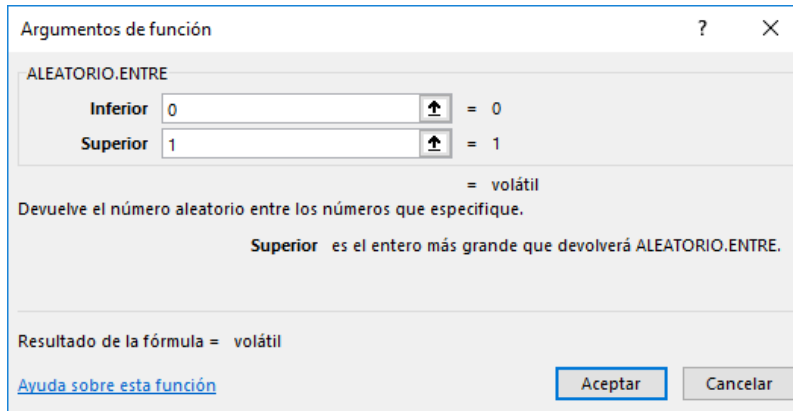 Argumentos de función ? ✕
ALEATORIO.ENTRE
Inferior 0 = 0
Superior 1 = 1
= volátil
Devuelve el número aleatorio entre los números que especifique.
Superior es el entero más grande que devolverá ALEATORIO.ENTRE.
Resultado de la fórmula = volátil
Ayuda sobre esta función Aceptar Cancelar